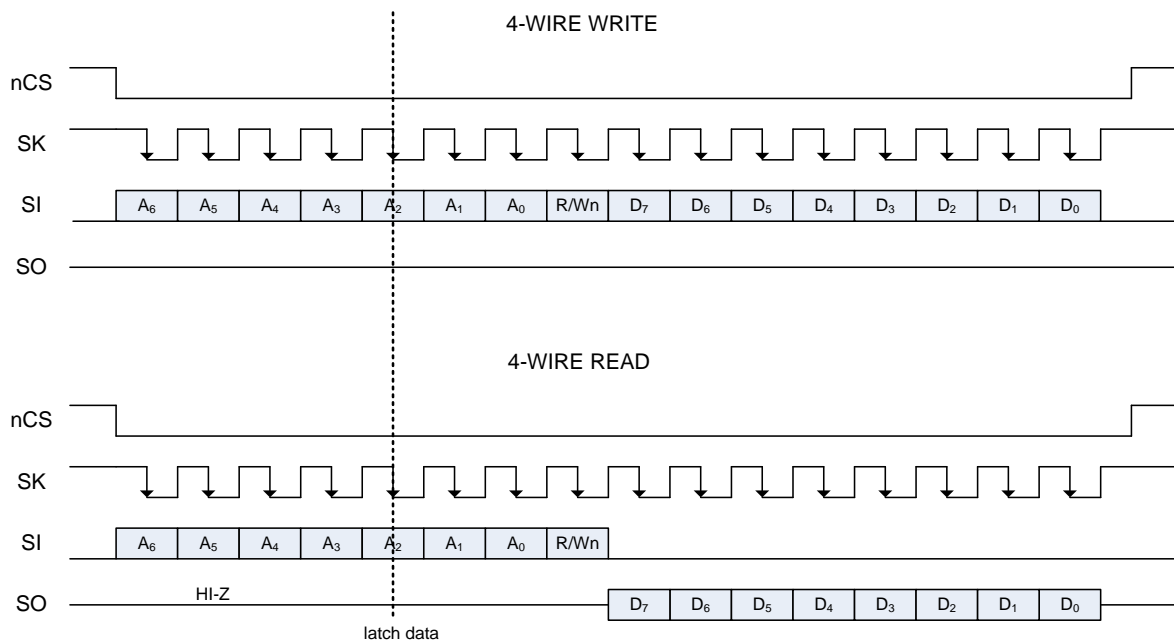 4-WIRE WRITE
nCS
SK
SI A₆ A₅ A₄ A₃ A₂ A₁ A₀ R/Wn D₇ D₆ D₅ D₄ D₃ D₂ D₁ D₀
SO
4-WIRE READ
nCS
SK
SI A₆ A₅ A₄ A₃ A₂ A₁ A₀ R/Wn
SO HI-Z D₇ D₆ D₅ D₄ D₃ D₂ D₁ D₀
latch data